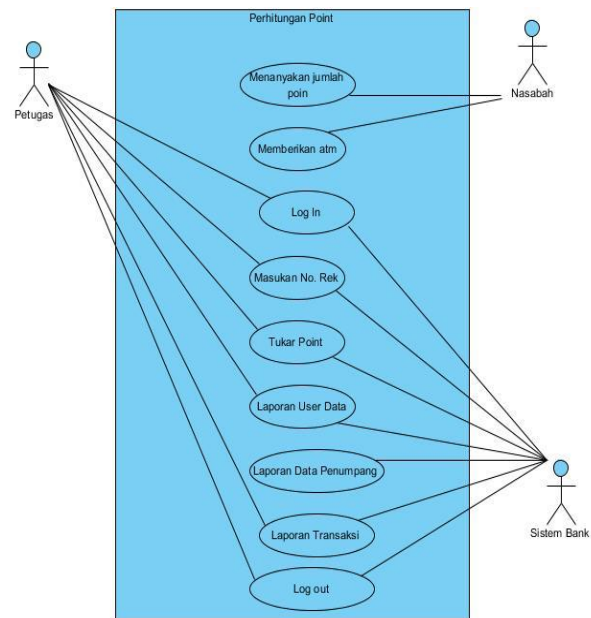 Perhitungan Point
Petugas
Nasabah
Menanyakan jumlah
poin
Memberikan atm
Log In
Masukan No. Rek
Tukar Point
Laporan User Data
Laporan Data Penumpang
Laporan Transaksi
Sistem Bank
Log out